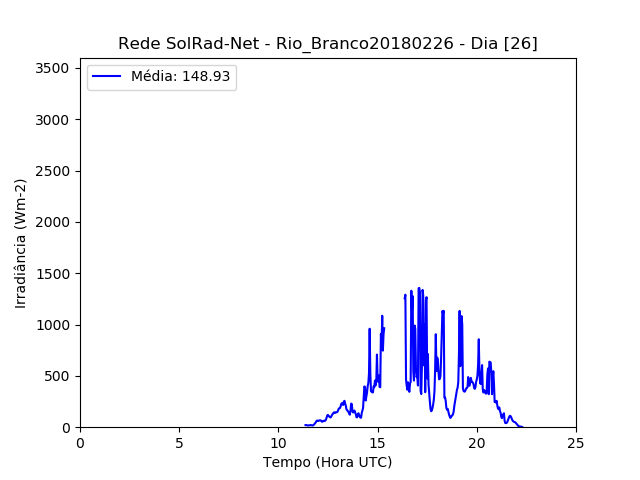 Rede SolRad-Net - Rio_Branco20180226 - Dia [26]
Média: 148.93
3500
3000
2500
2000
1500
1000
500
0
Irradiância (Wm-2)
0 5 10 15 20 25
Tempo (Hora UTC)